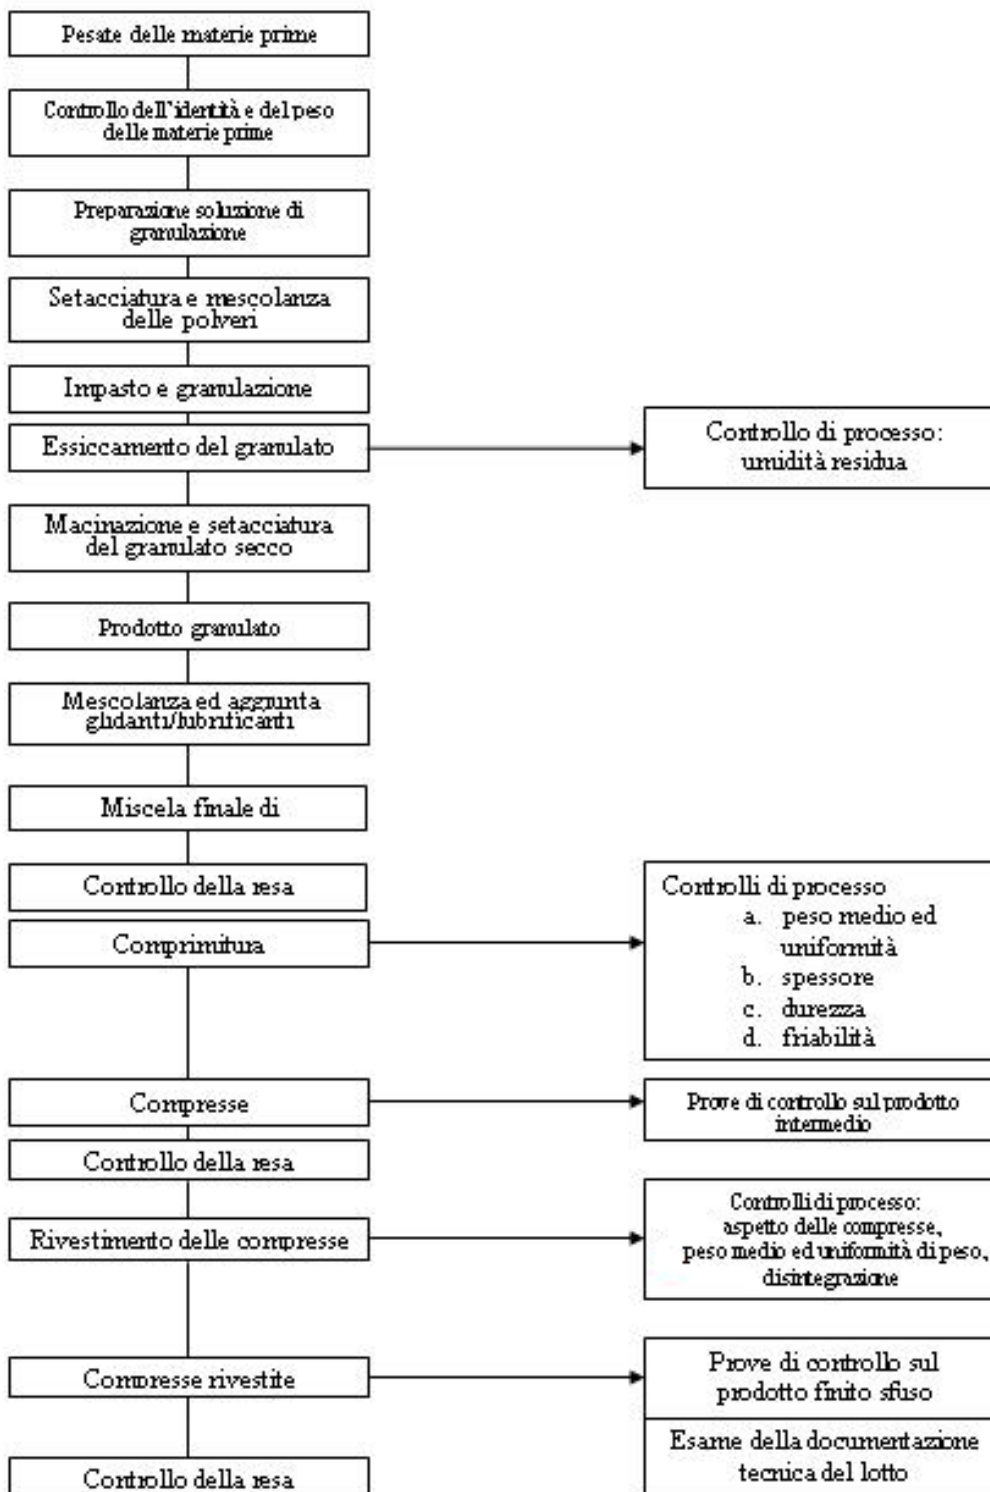 Pesate delle materie prime
Controllo dell'identità e del peso
delle materie prime
Preparazione soluzione di
granulazione
Setacciatura e mescolanza
delle polveri
Impasto e granulazione
Essiccamento del granulato
Controllo di processo:
umidità residua
Macinazione e setacciatura
del granulato secco
Prodotto granulato
Mescolanza ed aggiunta
glidanti/lubrificanti
Miscela finale di
Controllo della resa
Comprimitura
Controlli di processo
a. peso medio ed
uniformità
b. spessore
c. durezza
d. friabilità
Compresse
Prove di controllo sul prodotto
intermedio
Controllo della resa
Rivestimento delle compresse
Controlli di processo:
aspetto delle compresse,
peso medio ed uniformità di peso,
disintegrazione
Compresse rivestite
Prove di controllo sul
prodotto finito sfuso
Controllo della resa
Esame della documentazione
tecnica del lotto